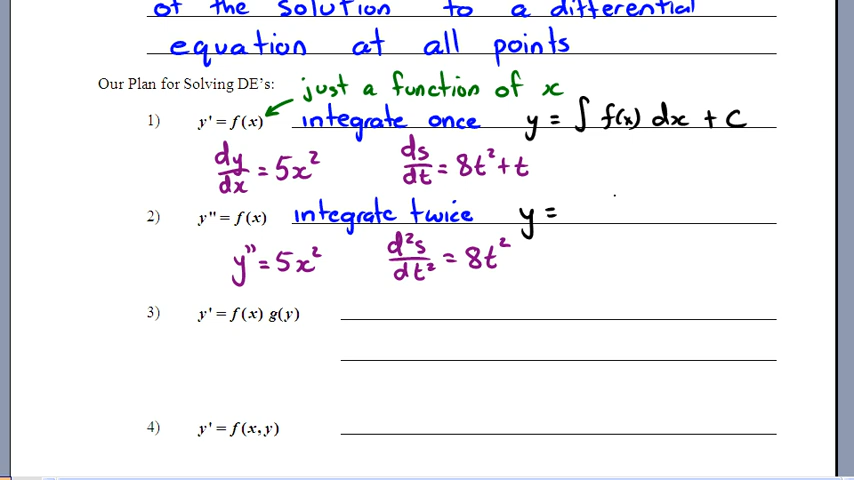 of the solution to a differential
equation at all points
Our Plan for Solving DE's: just a function of x
1) y' = f(x) integrate once y = ∫ f(x) dx + C
dy/dx = 5x² ds/dt = 8t² + t
2) y'' = f(x) integrate twice y =
y'' = 5x² d²s/dt² = 8t²
3) y' = f(x) g(y)
4) y' = f(x,y)